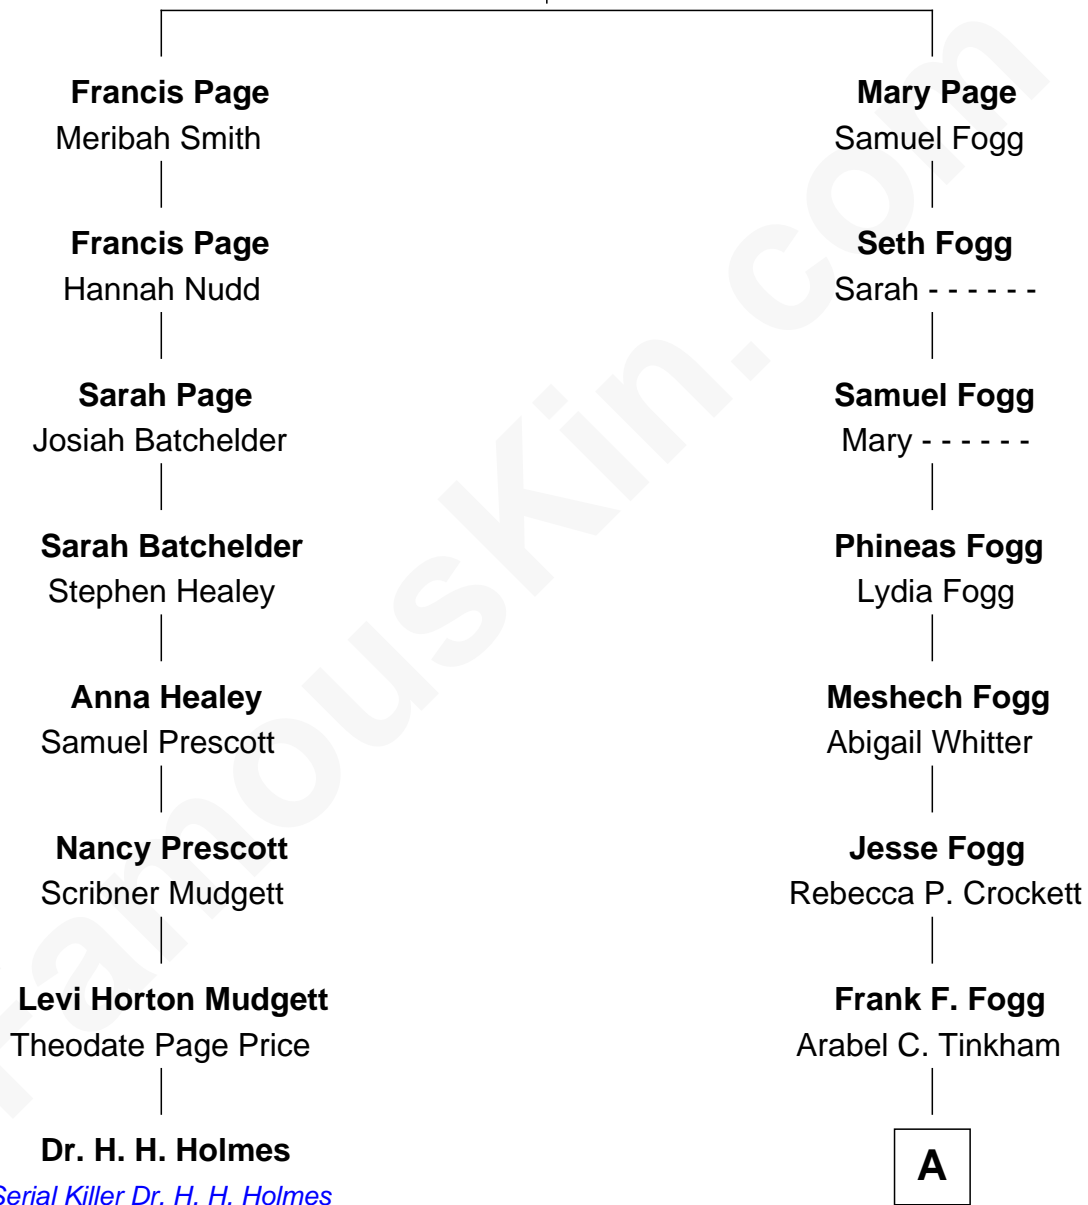 Francis Page
Meribah Smith
Francis Page
Hannah Nudd
Sarah Page
Josiah Batchelder
Sarah Batchelder
Stephen Healey
Anna Healey
Samuel Prescott
Nancy Prescott
Scribner Mudgett
Levi Horton Mudgett
Theodate Page Price
Dr. H. H. Holmes
Serial Killer Dr. H. H. Holmes
Mary Page
Samuel Fogg
Seth Fogg
Sarah - - - - - -
Samuel Fogg
Mary - - - - - -
Phineas Fogg
Lydia Fogg
Meshech Fogg
Abigail Whitter
Jesse Fogg
Rebecca P. Crockett
Frank F. Fogg
Arabel C. Tinkham
A
FamousKin.com